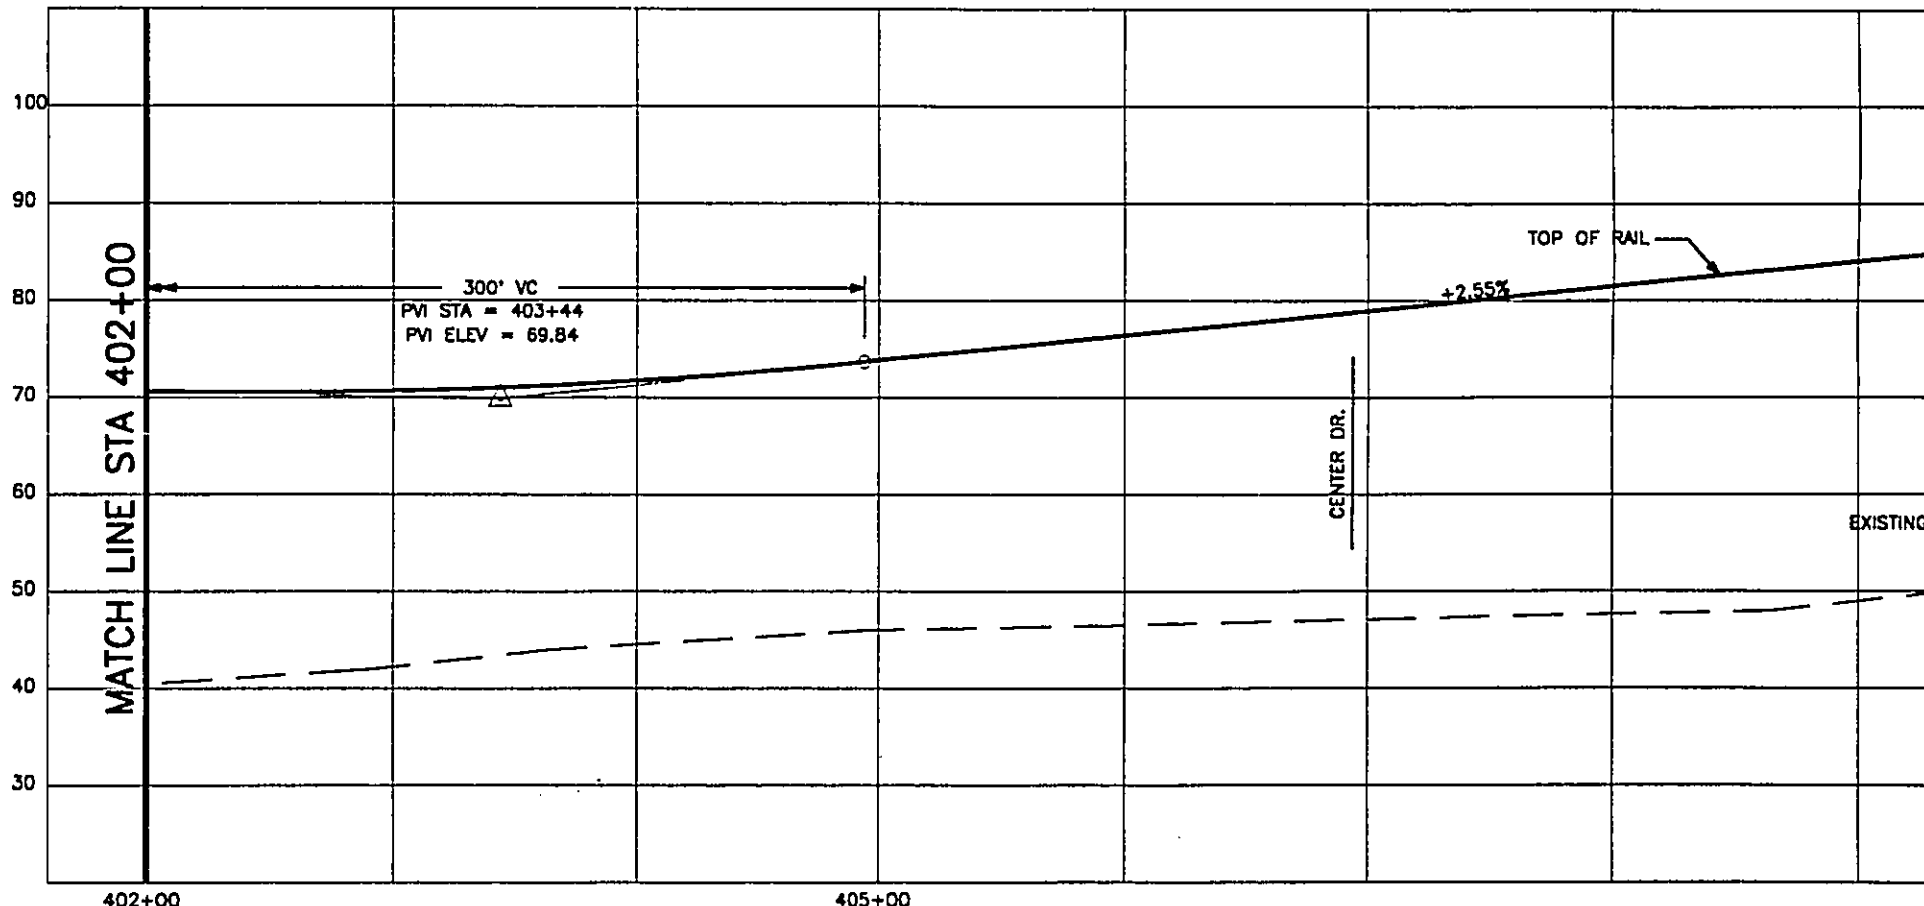 100
90
80
70
60
50
40
30
MATCH LINE STA 402+00
300' VC
PVI STA = 403+44
PVI ELEV = 69.84
TOP OF RAIL
+2.55%
CENTER DR.
EXISTING
402+00
405+00